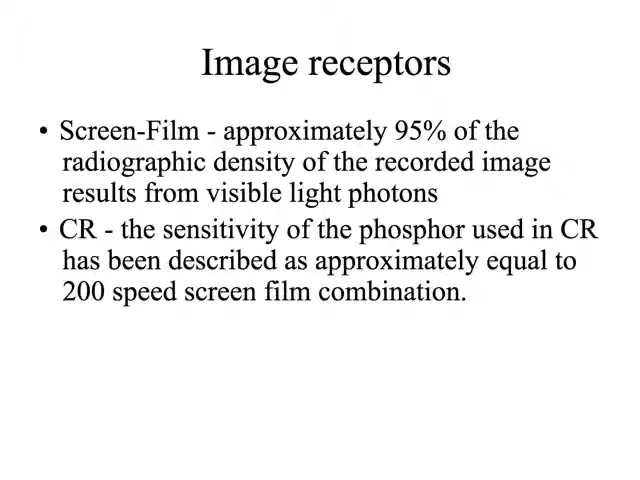 Image receptors
• Screen-Film - approximately 95% of the
radiographic density of the recorded image
results from visible light photons
• CR - the sensitivity of the phosphor used in CR
has been described as approximately equal to
200 speed screen film combination.